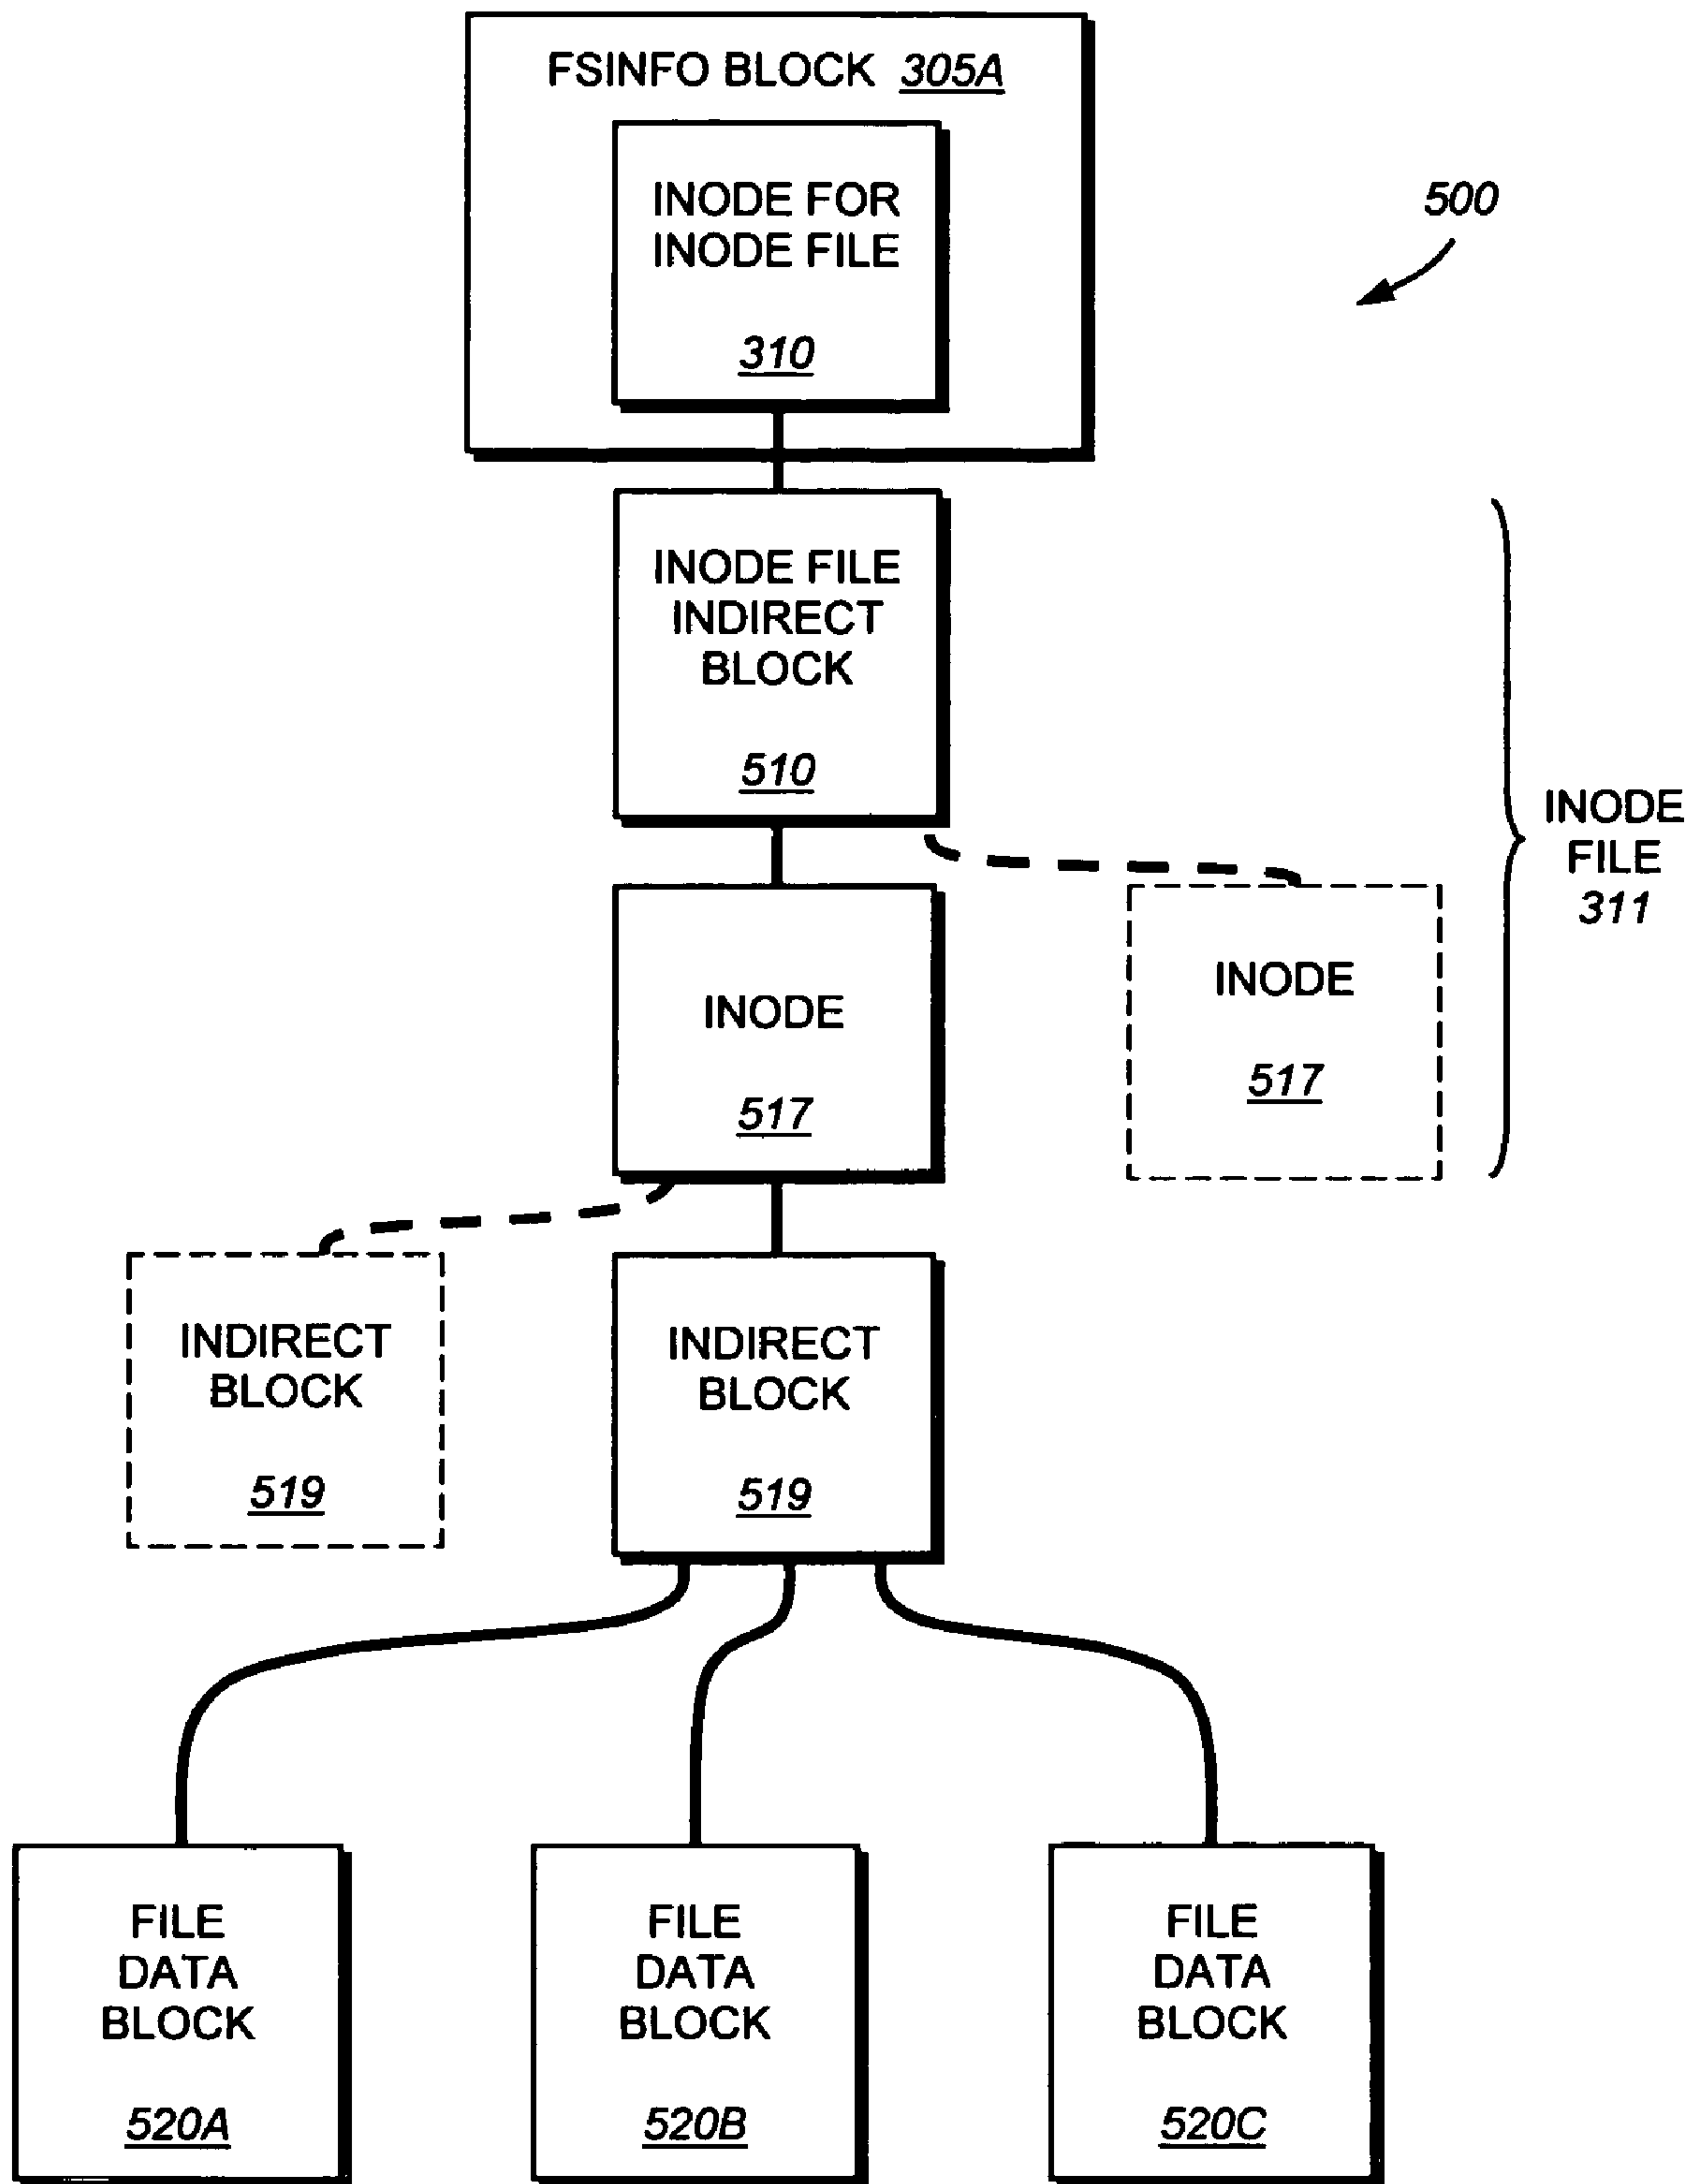 FSINFO BLOCK 305A
INODE FOR
INODE FILE
310
500
INODE FILE
INDIRECT
BLOCK
510
INODE
FILE
311
INODE
517
INODE
517
INDIRECT
BLOCK
519
INDIRECT
BLOCK
519
FILE
DATA
BLOCK
520A
FILE
DATA
BLOCK
520B
FILE
DATA
BLOCK
520C